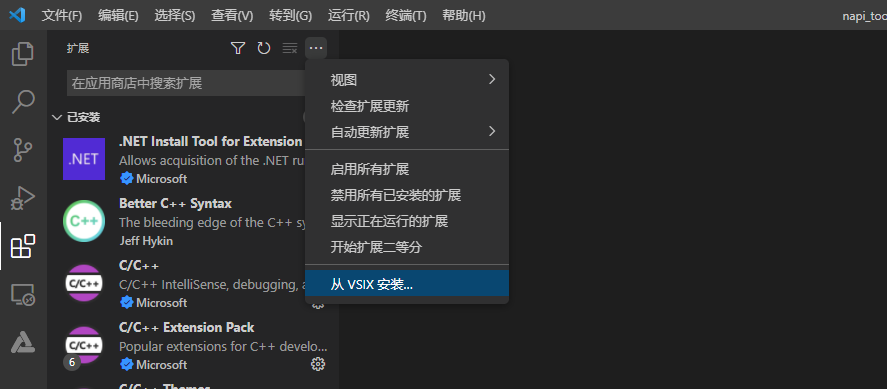 文件(F) 编辑(E) 选择(S) 查看(V) 转到(G) 运行(R) 终端(T) 帮助(H) napi_too
扩展
在应用商店中搜索扩展
已安装
.NET
.NET Install Tool for Extension
Allows acquisition of the .NET ru
Microsoft
C++
Better C++ Syntax
The bleeding edge of the C++ sy
Jeff Hykin
C/C++
C/C++
C/C++ IntelliSense, debugging, a
Microsoft
C/C++
6
C/C++ Extension Pack
Popular extensions for C++ develo...
Microsoft
C/C++ Themes
视图
检查扩展更新
自动更新扩展
启用所有扩展
禁用所有已安装的扩展
显示正在运行的扩展
开始扩展二等分
从 VSIX 安装...